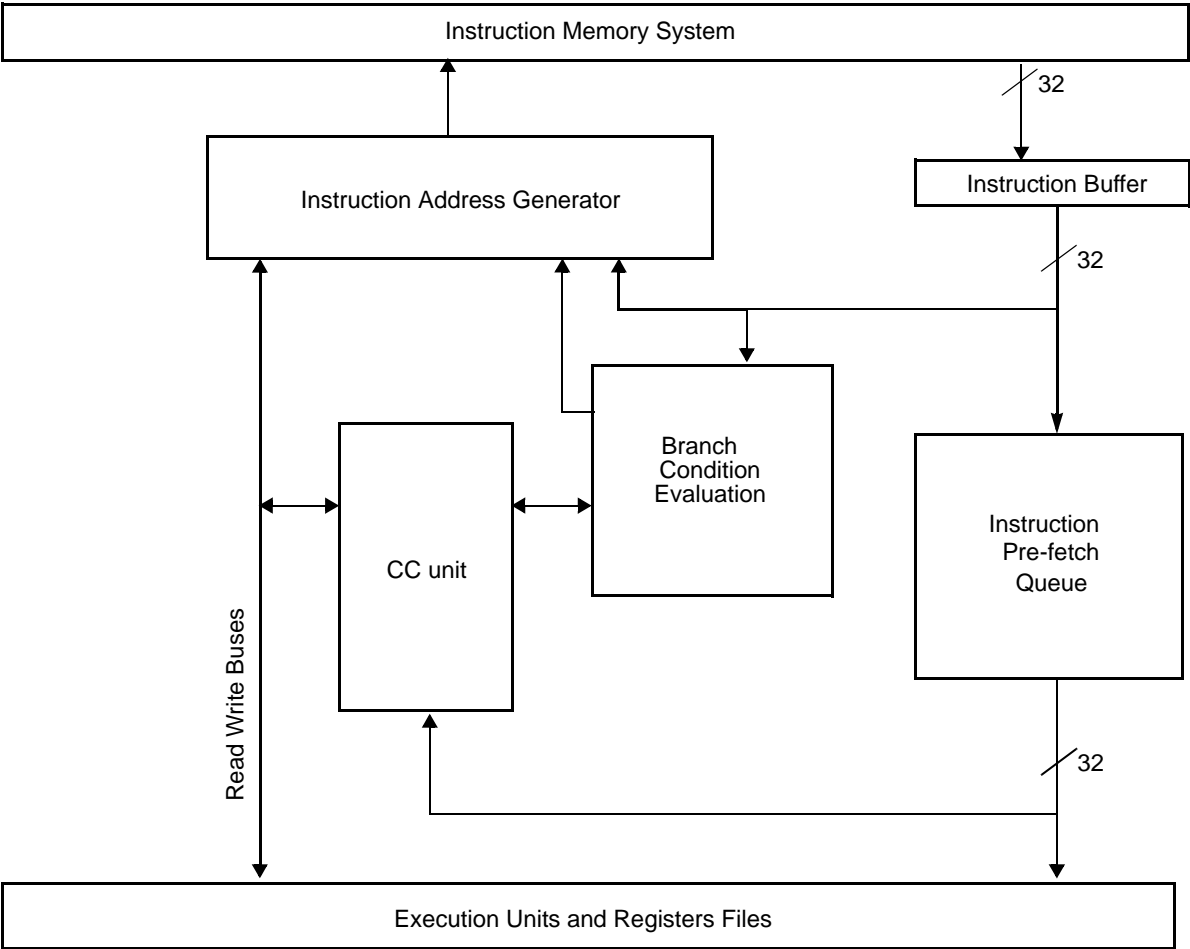 Instruction Memory System
32
Instruction Buffer
Instruction Address Generator
32
Branch
Condition
Evaluation
Instruction
Pre-fetch
Queue
CC unit
Read Write Buses
32
Execution Units and Registers Files